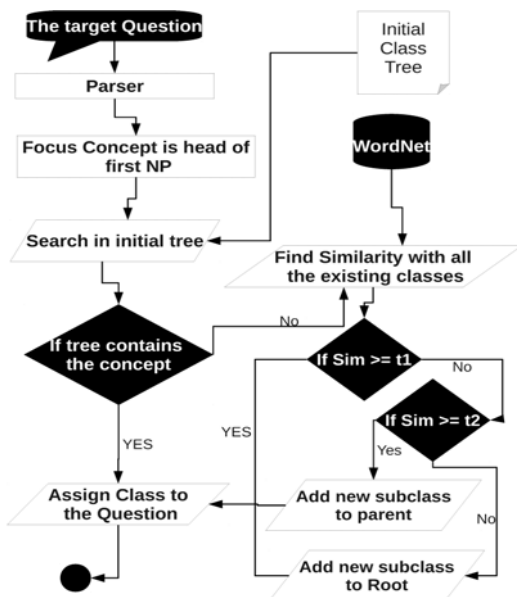 The target Question
Initial
Class
Tree
Parser
Focus Concept is head of
first NP
WordNet
Search in initial tree
Find Similarity with all
the existing classes
No
If tree contains
the concept
If Sim >= t1
No
If Sim >= t2
YES
YES
Yes
Assign Class to
the Question
Add new subclass
to parent
No
Add new subclass
to Root